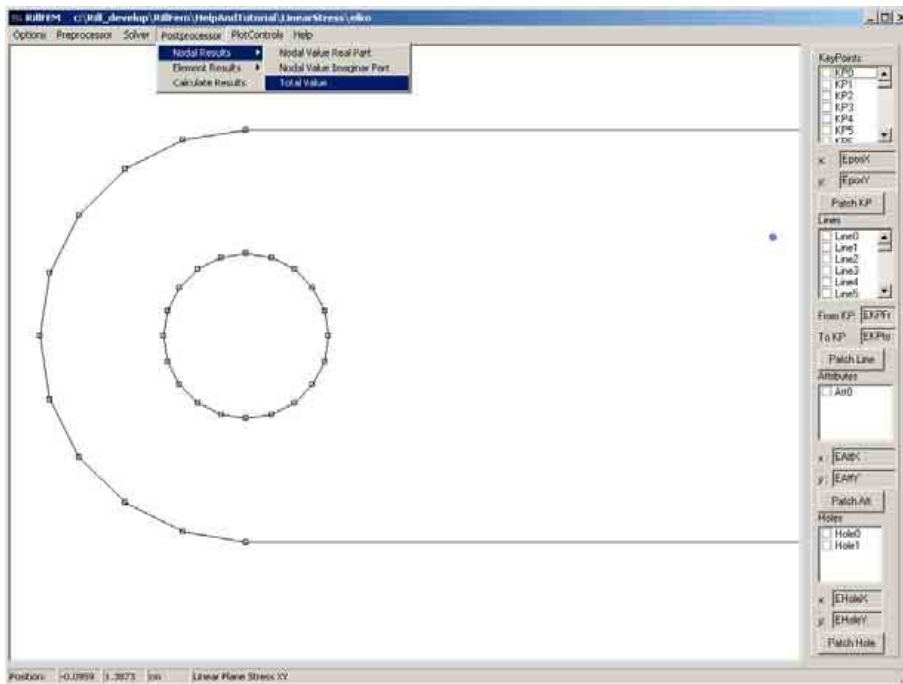 RillFEM c:\Rill_develop\RillFem\HelpAndTutorial\LinearStress\elko
Options Preprocessor Solver Postprocessor PlotControls Help
Nodal Results
Element Results
Calculate Results
Nodal Value Real Part
Nodal Value Imaginar Part
Total Value
KeyPoints
KP0
KP1
KP2
KP3
KP4
KP5
KP6
x: EposX
y: EposY
Patch KP
Lines
Line0
Line1
Line2
Line3
Line4
Line5
From KP: EKPFr
To KP EKPto
Patch Line
Attributes
Att0
x: EAttX
y: EAttY
Patch Att
Holes
Hole0
Hole1
x: EHoleX
y: EHoleY
Patch Hole
Position: -0.0959 1.3873 cm Linear Plane Stress XY